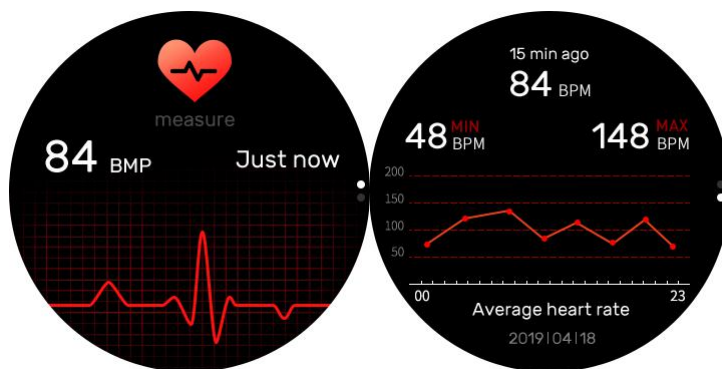 measure
84 BMP
Just now
15 min ago
84 BPM
48 MIN BPM
148 MAX BPM
200
150
100
50
00
23
Average heart rate
2019|04|18